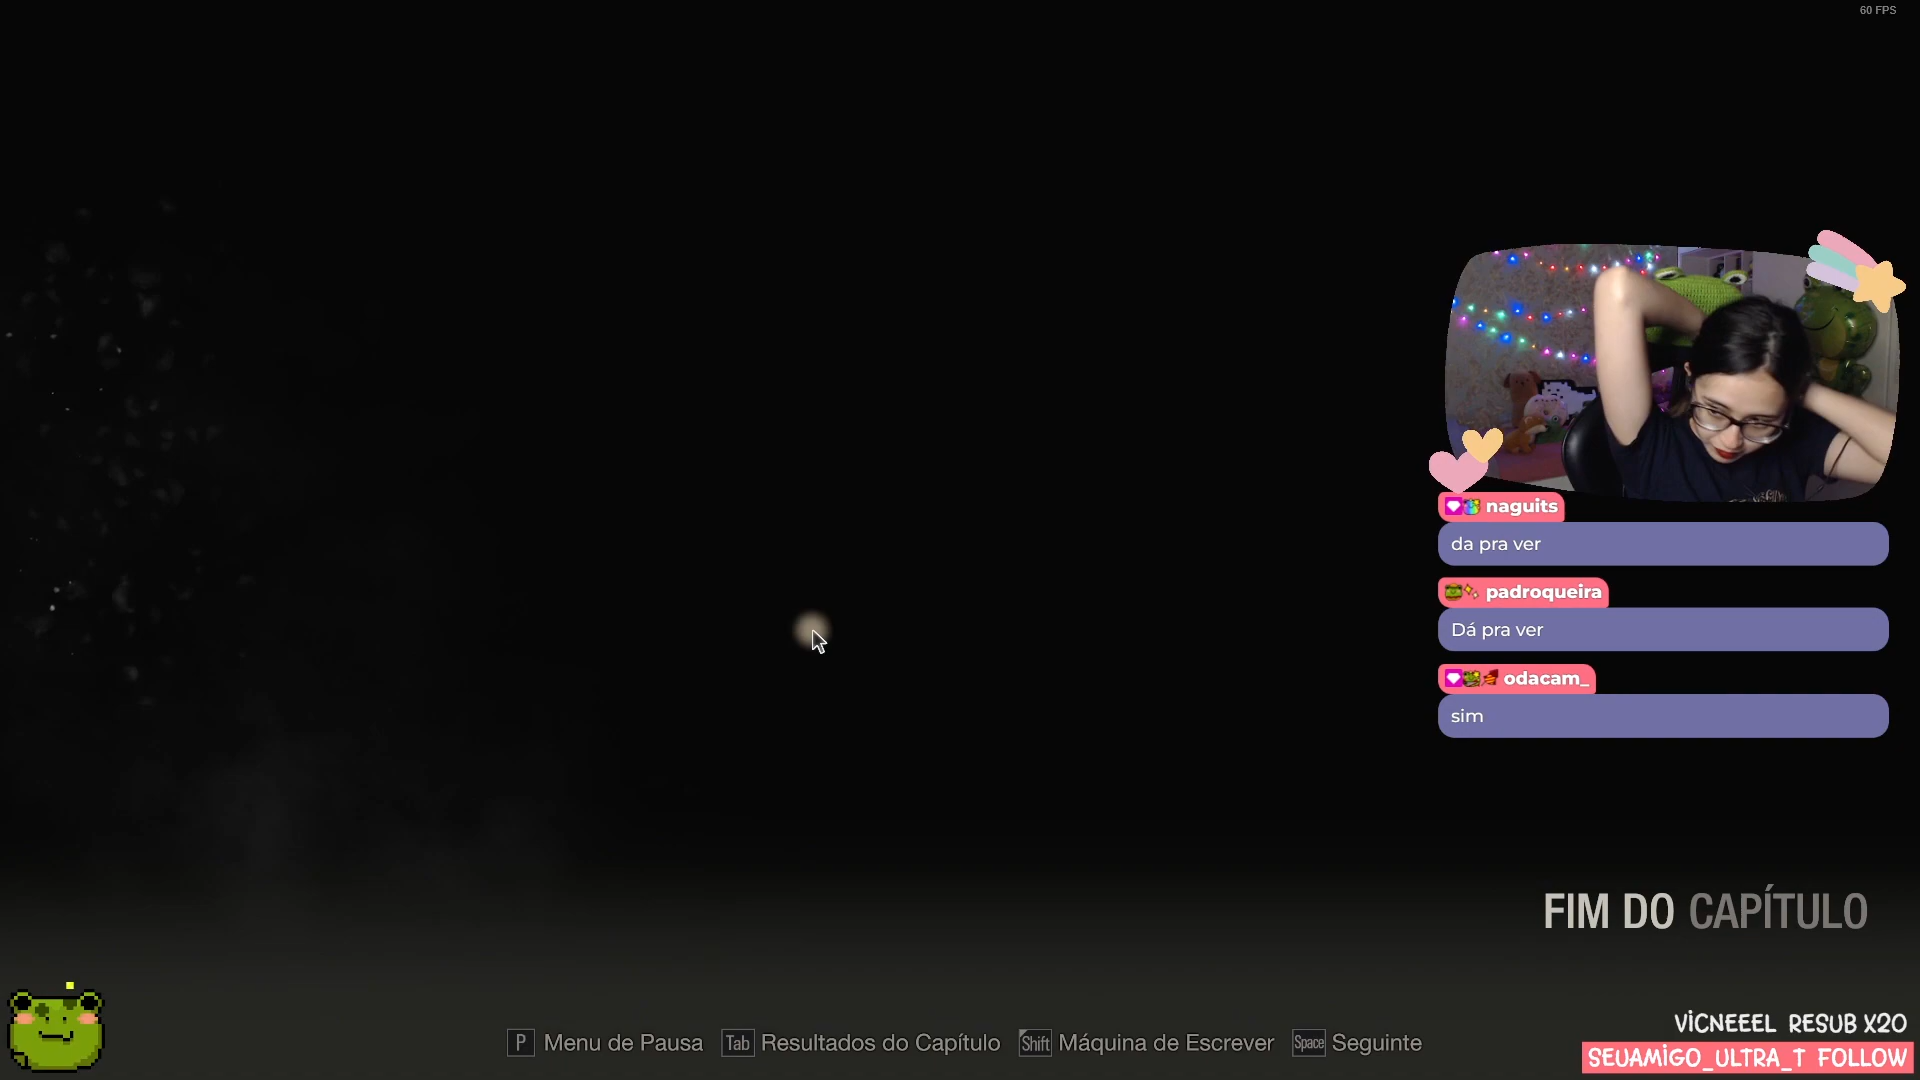 60 FPS
naguits
da pra ver
padroqueira
Dá pra ver
odacam_
sim
FIM DO CAPÍTULO
P Menu de Pausa Tab Resultados do Capítulo Shift Máquina de Escrever Space Seguinte
VICNEEEL RESUB X20
SEUAMIGO_ULTRA_T FOLLOW